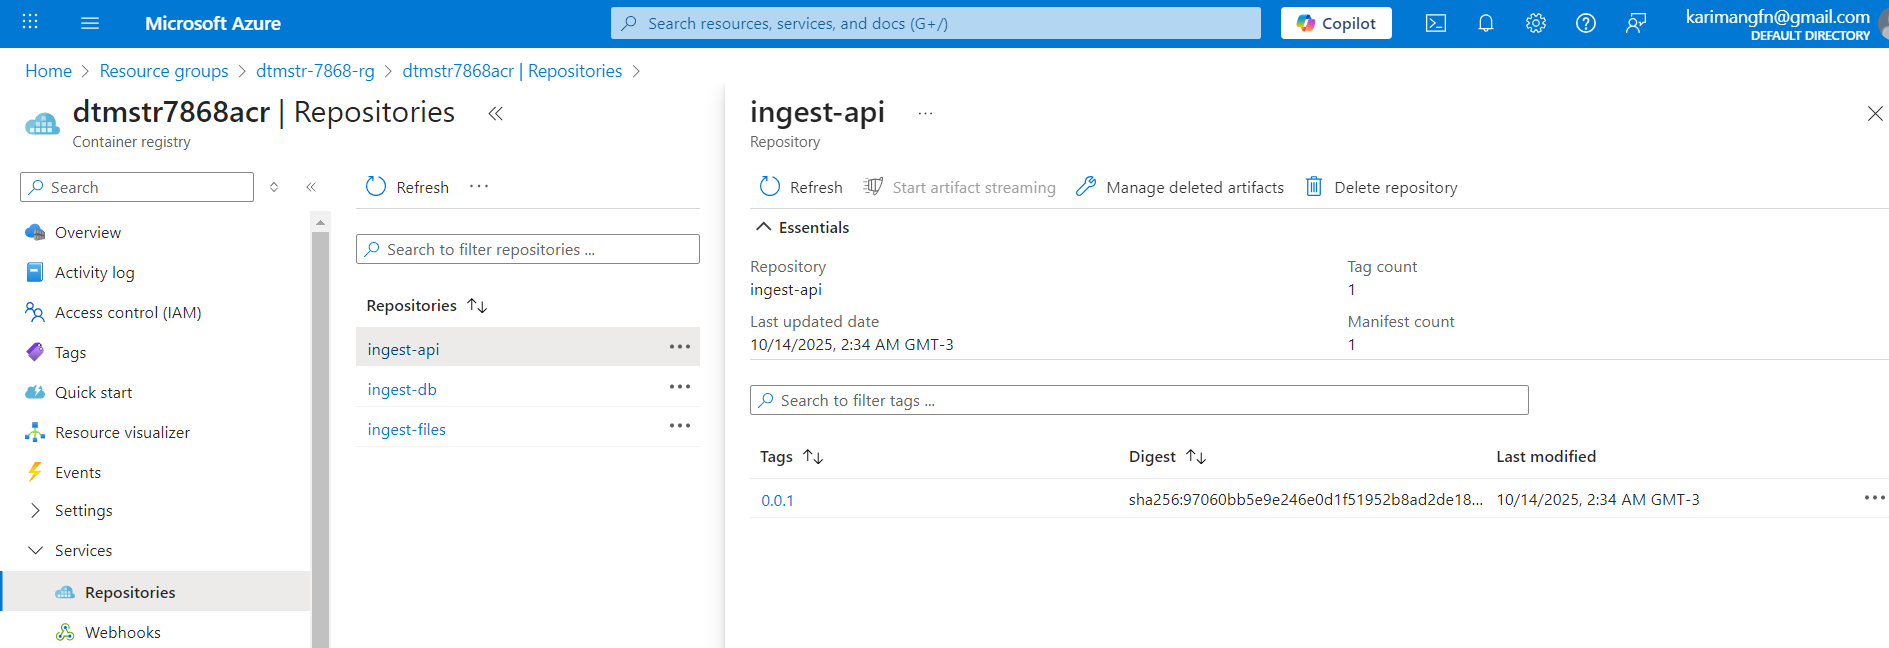 Microsoft Azure
Search resources, services, and docs (G+/)
Copilot
karimangfn@gmail.com
DEFAULT DIRECTORY
Home > Resource groups > dtmstr-7868-rg > dtmstr7868acr | Repositories >
dtmstr7868acr | Repositories
Container registry
Search
Overview
Activity log
Access control (IAM)
Tags
Quick start
Resource visualizer
Events
Settings
Services
Repositories
Webhooks
Refresh
Search to filter repositories ...
Repositories
ingest-api
ingest-db
ingest-files
ingest-api
Repository
Refresh Start artifact streaming Manage deleted artifacts Delete repository
Essentials
Repository
ingest-api
Last updated date
10/14/2025, 2:34 AM GMT-3
Tag count
1
Manifest count
1
Search to filter tags ...
Tags Digest Last modified
0.0.1 sha256:97060bb5e9e246e0d1f51952b8ad2de18... 10/14/2025, 2:34 AM GMT-3